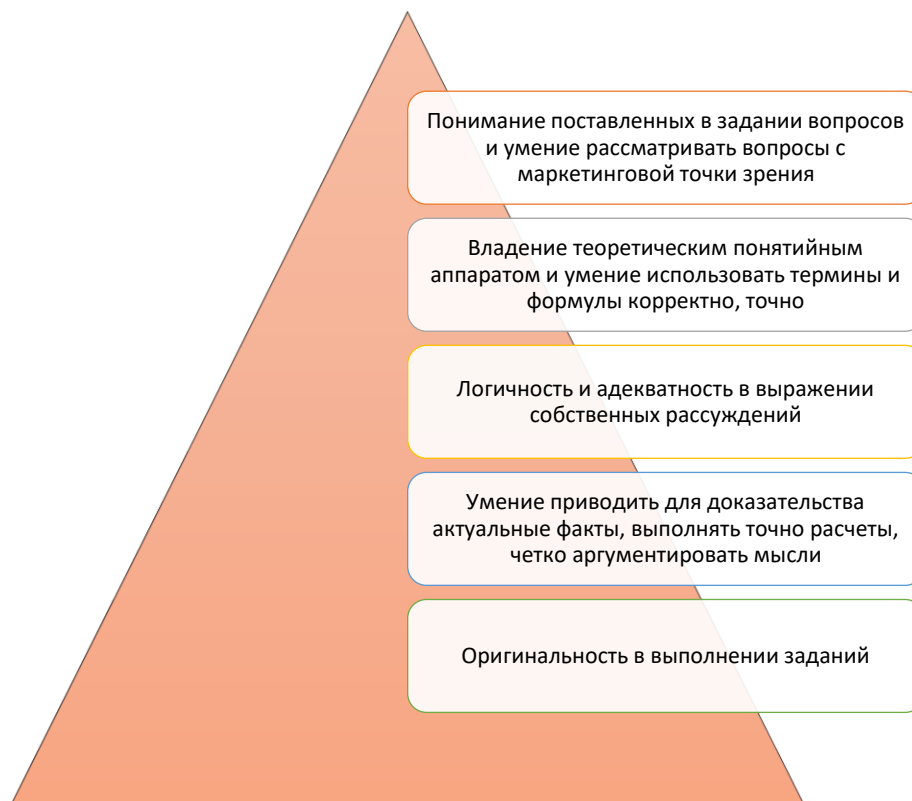 Понимание поставленных в задании вопросов
и умение рассматривать вопросы с
маркетинговой точки зрения
Владение теоретическим понятийным
аппаратом и умение использовать термины и
формулы корректно, точно
Логичность и адекватность в выражении
собственных рассуждений
Умение приводить для доказательства
актуальные факты, выполнять точно расчеты,
четко аргументировать мысли
Оригинальность в выполнении заданий